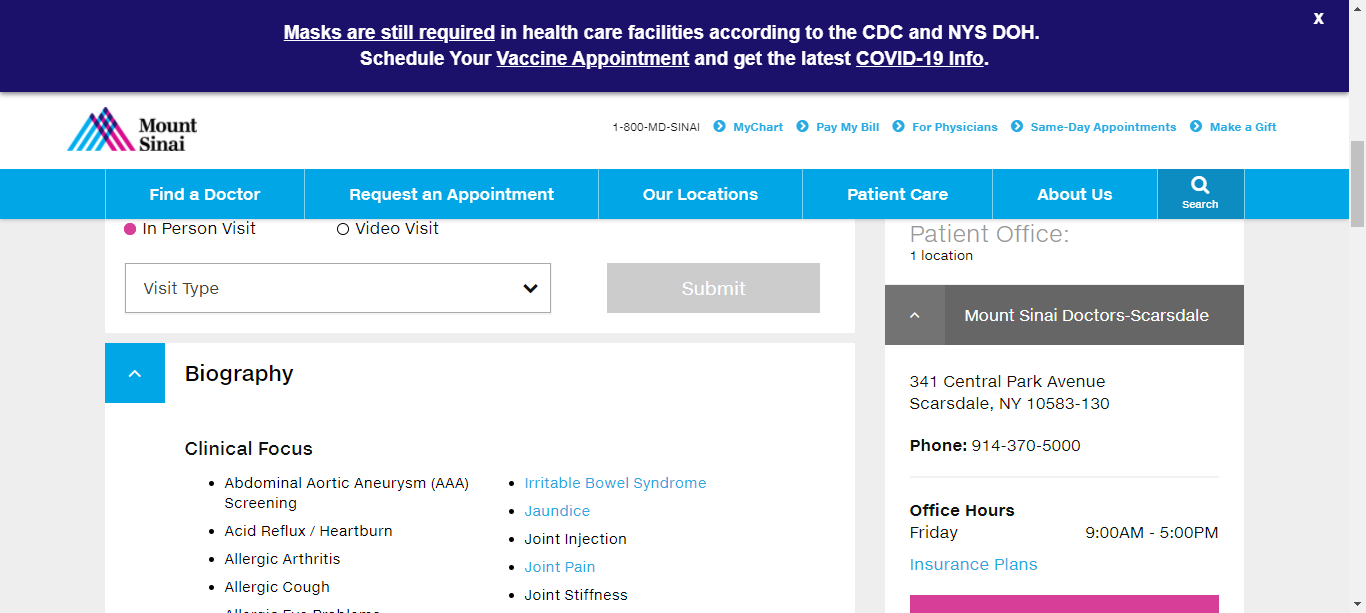 Masks are still required in health care facilities according to the CDC and NYS DOH.
Schedule Your Vaccine Appointment and get the latest COVID-19 Info.
X
Mount
Sinai
1-800-MD-SINAI
MyChart
Pay My Bill
For Physicians
Same-Day Appointments
Make a Gift
Find a Doctor
Request an Appointment
Our Locations
Patient Care
About Us
Search
In Person Visit
Video Visit
Visit Type
Submit
Biography
Clinical Focus
Abdominal Aortic Aneurysm (AAA)
Screening
Acid Reflux / Heartburn
Allergic Arthritis
Allergic Cough
Allergic Eye Problems
Irritable Bowel Syndrome
Jaundice
Joint Injection
Joint Pain
Joint Stiffness
Patient Office:
1 location
Mount Sinai Doctors-Scarsdale
341 Central Park Avenue
Scarsdale, NY 10583-130
Phone: 914-370-5000
Office Hours
Friday 9:00AM - 5:00PM
Insurance Plans